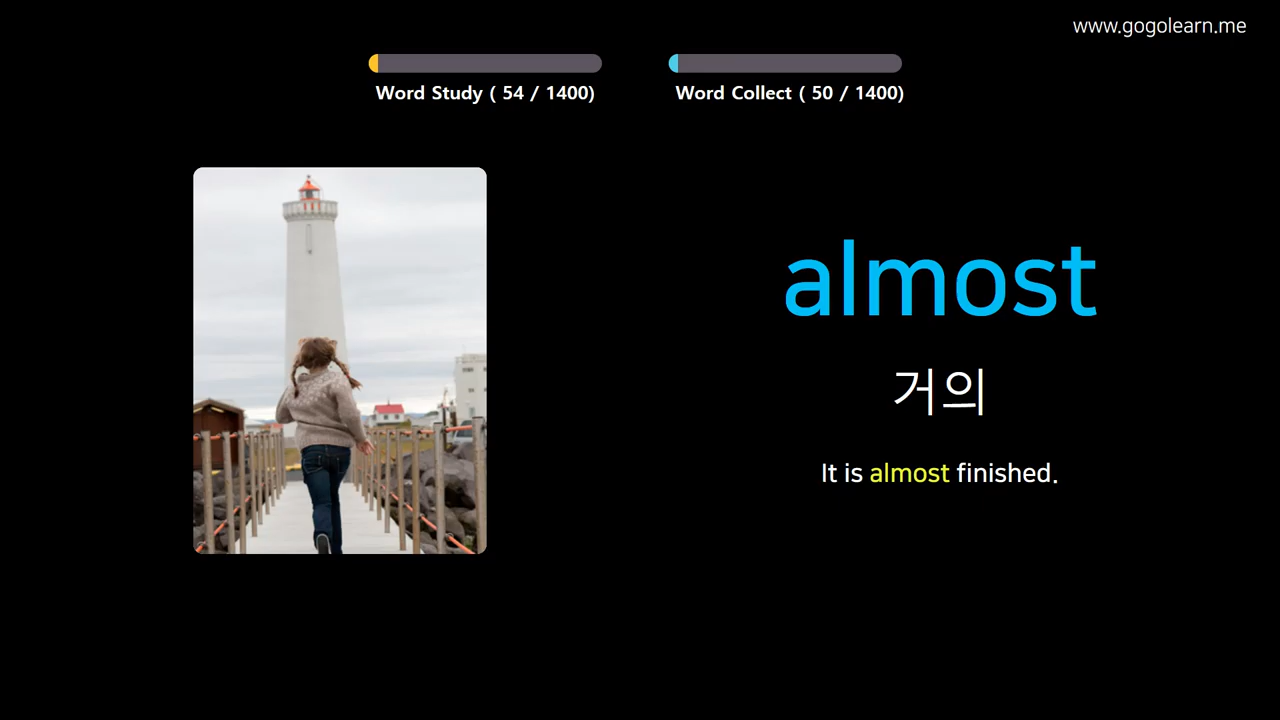 www.gogolearn.me
Word Study ( 54 / 1400)
Word Collect ( 50 / 1400)
almost
거의
It is almost finished.